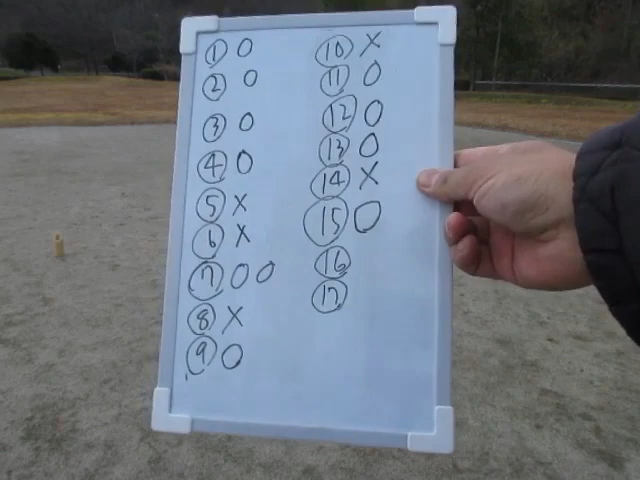 ① O
② O
③ O
④ O
⑤ X
⑥ X
⑦ O O
⑧ X
⑨ O
⑩ X
⑪ O
⑫ O
⑬ O
⑭ X
⑮ O
⑯
⑰